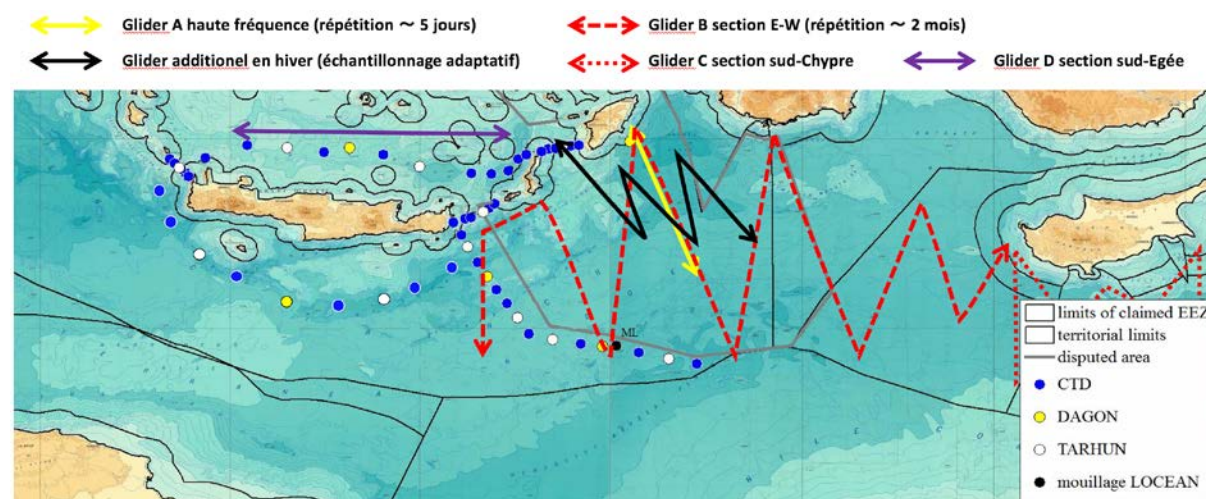 Glider A haute fréquence (répétition ~ 5 jours)
Glider B section E-W (répétition ~ 2 mois)
Glider additionel en hiver (échantillonnage adaptatif)
Glider C section sud-Chypre
Glider D section sud-Egée
ML
limits of claimed EEZ
territorial limits
disputed area
CTD
DAGON
TARHUN
mouillage LOCEAN